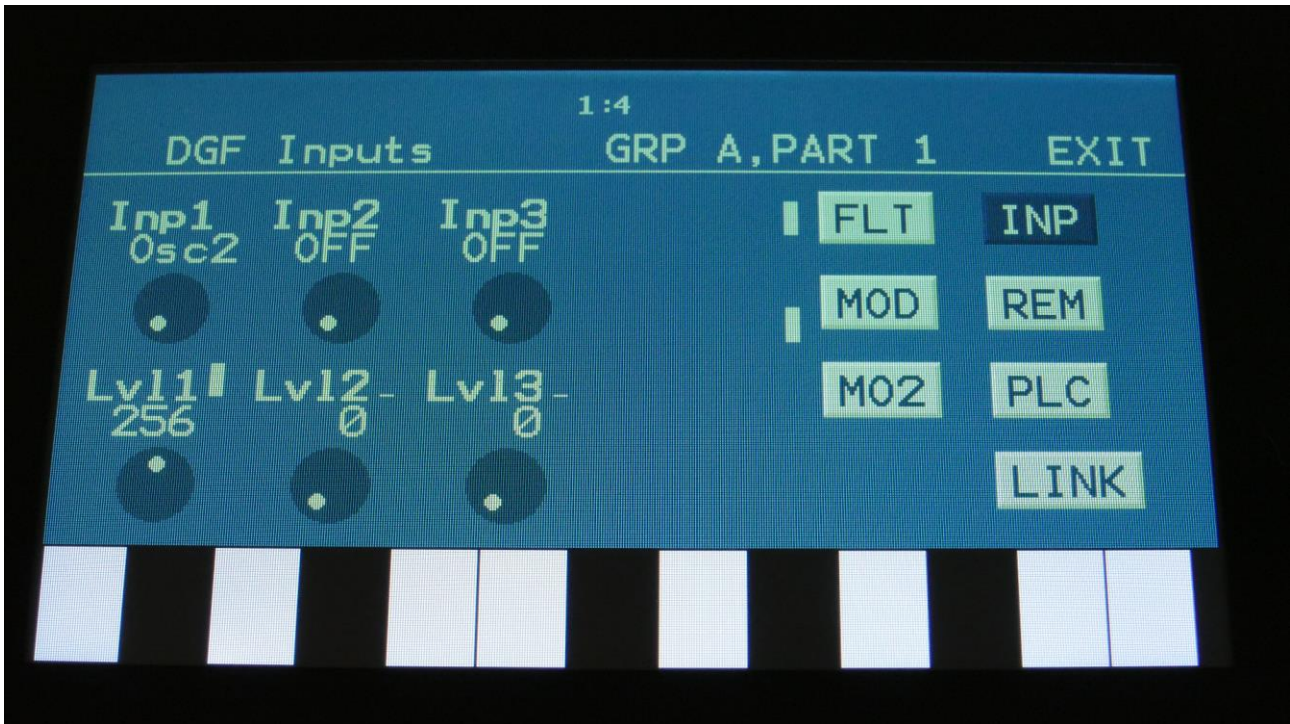 1:4
DGF Inputs GRP A,PART 1 EXIT
Inp1 Inp2 Inp3 FLT INP
Osc2 OFF OFF
MOD REM
Lvl1 Lvl2 Lvl3 MO2 PLC
256 0 0
LINK